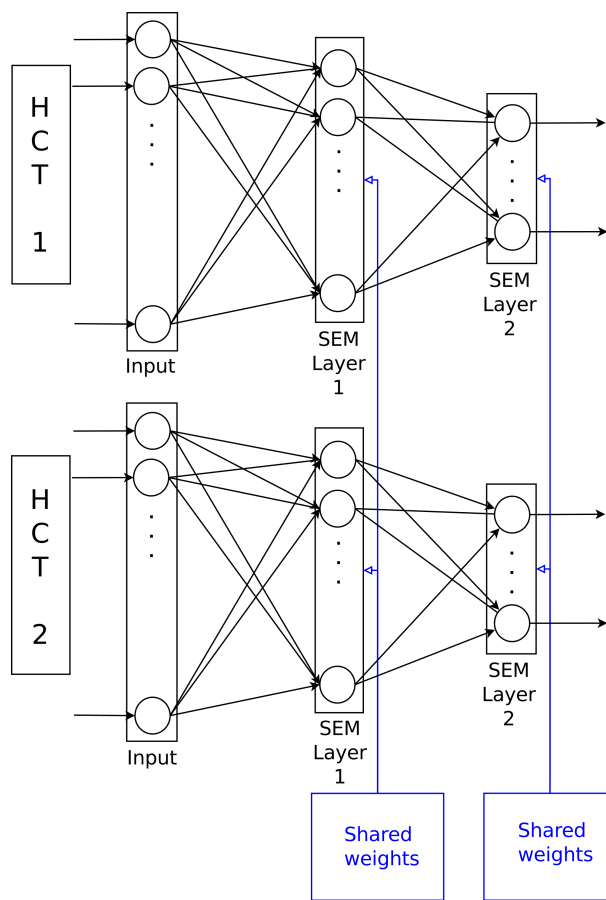 H
C
T
1
Input
SEM
Layer
1
SEM
Layer
2
H
C
T
2
Input
SEM
Layer
1
SEM
Layer
2
Shared
weights
Shared
weights